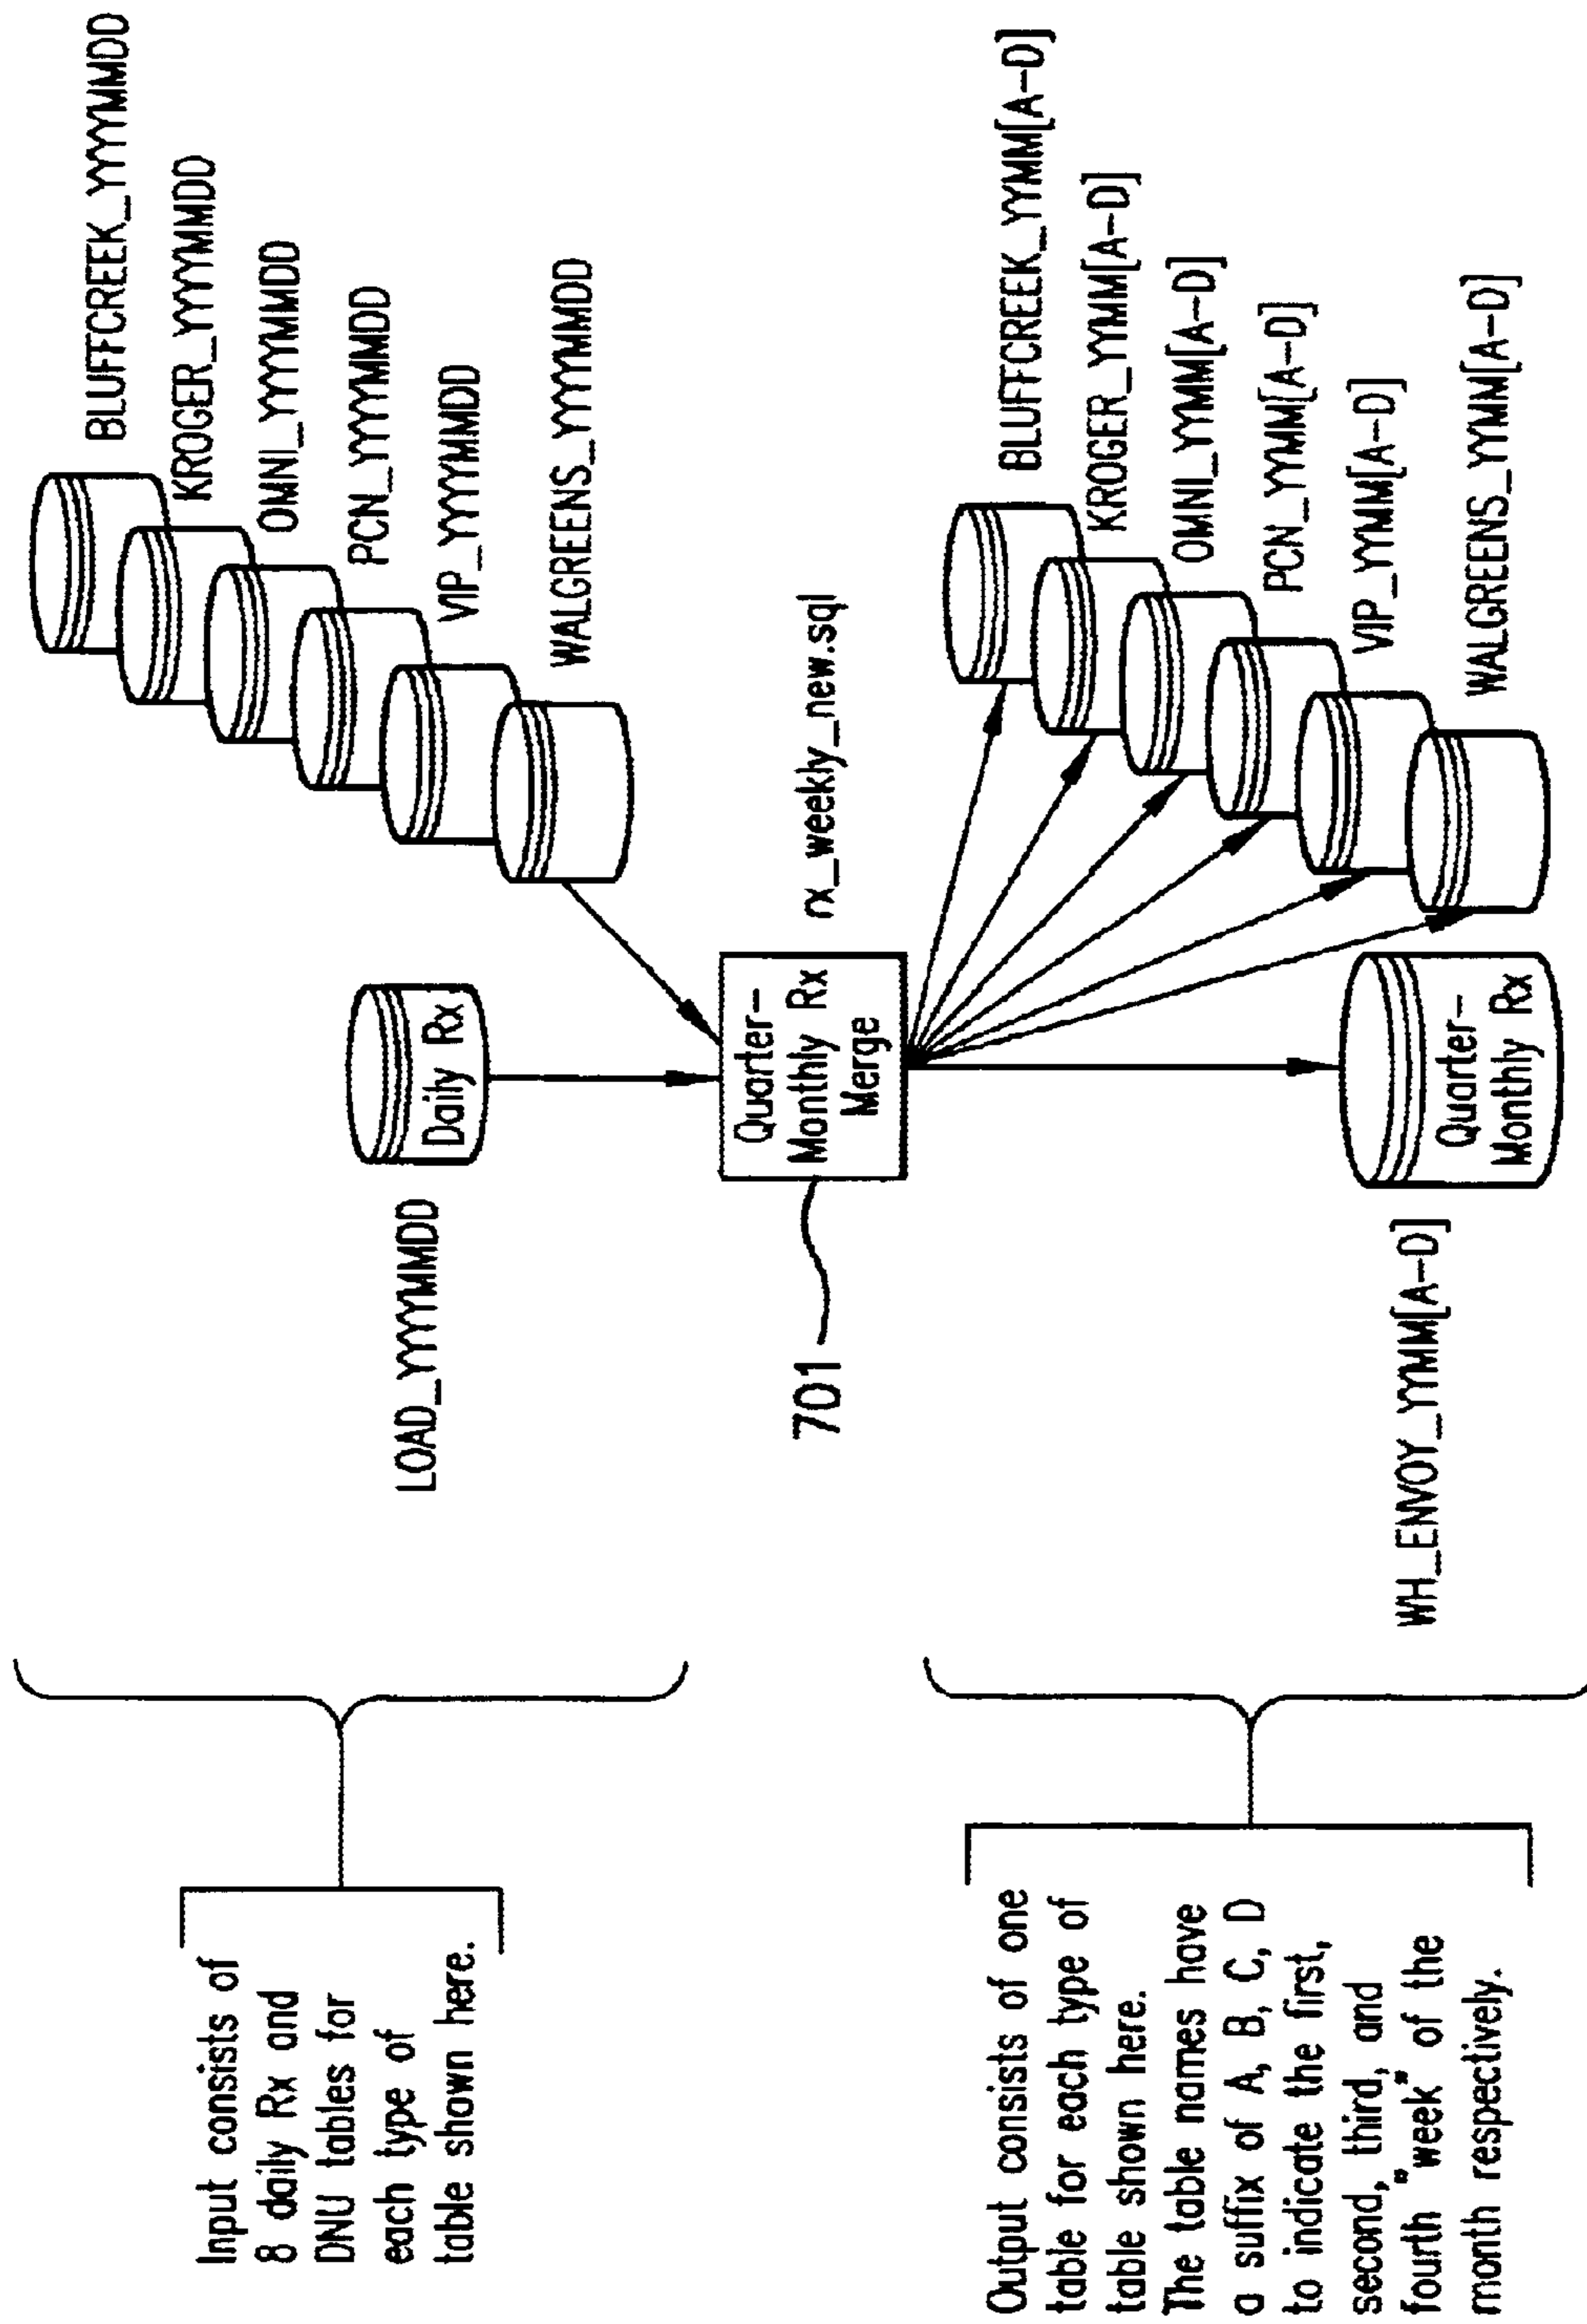 Input consists of
8 daily Rx and
DNU tables for
each type of
table shown here.
LOAD_YYYYMMDD
Daily Rx
BLUFFCREEK_YYYYMMDD
KROGER_YYYYMMDD
OMNI_YYYYMMDD
PCN_YYYYMMDD
VIP_YYYYMMDD
WALGREENS_YYYYMMDD
701
Quarter-
Monthly Rx
Merge
rx_weekly_new.sql
Output consists of one
table for each type of
table shown here.
The table names have
a suffix of A, B, C, D
to indicate the first,
second, third, and
fourth "week" of the
month respectively.
WH_ENVOY_YYMM[A-D]
Quarter-
Monthly Rx
BLUFFCREEK_YYMM[A-D]
KROGER_YYMM[A-D]
OMNI_YYMM[A-D]
PCN_YYMM[A-D]
VIP_YYMM[A-D]
WALGREENS_YYMM[A-D]